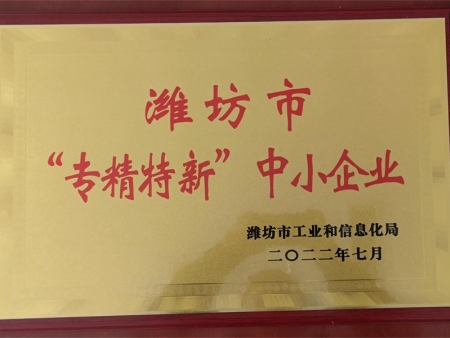 潍坊市
“专精特新”中小企业
潍坊市工业和信息化局
二〇二二年七月